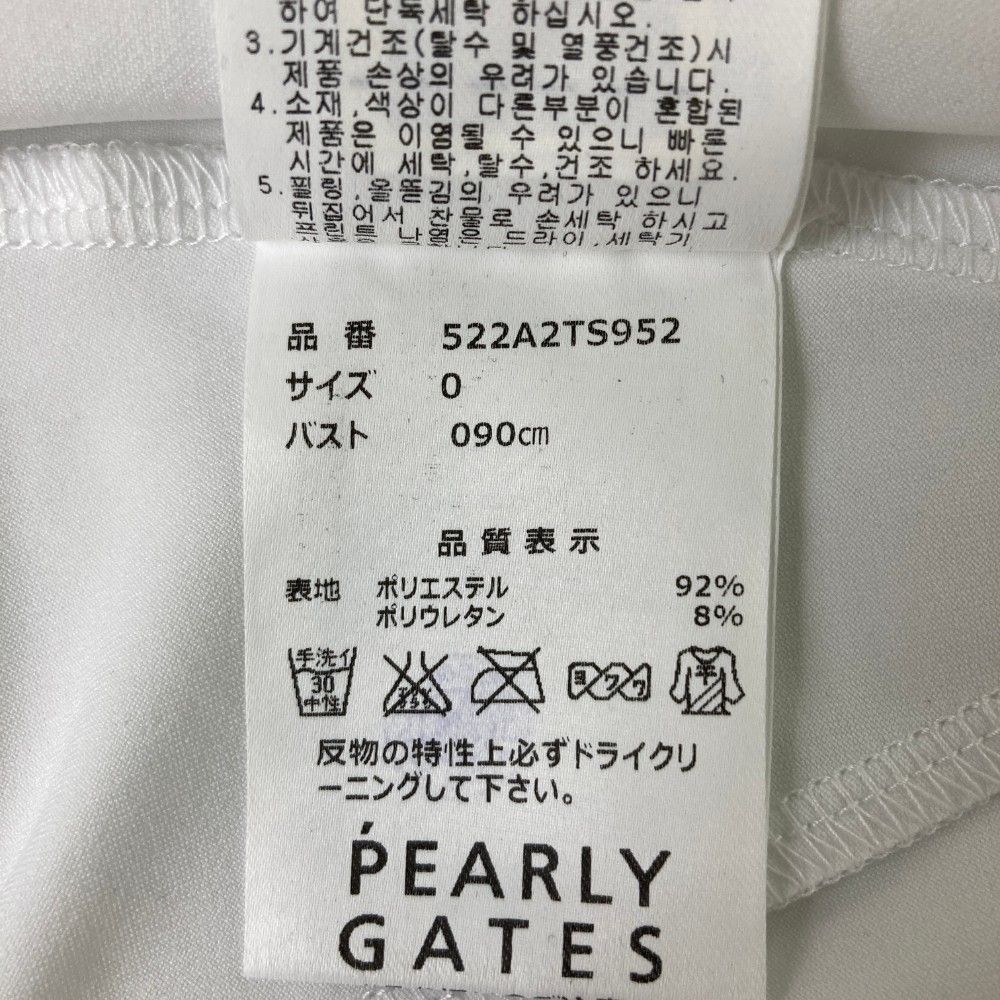 하여 단독세탁 하십시오.
3.기계건조(탈수 및 열풍건조)시
제품 손상의 우려가 있습니다.
4.소재,색상이 다른부분이 혼합된
제품은 이염될 수 있으니 빠른
시간에 세탁,탈수,건조 하세요.
5.필링,올뜯김의 우려가 있으니
뒤집어서 찬물로 손세탁 하시고
品番 522A2TS952
サイズ 0
バスト 090㎝
品質表示
表地 ポリエステル 92%
ポリウレタン 8%
手洗イ
30
中性
ヨワク
平
反物の特性上必ずドライクリ
ーニングして下さい。
PEARLY
GATES